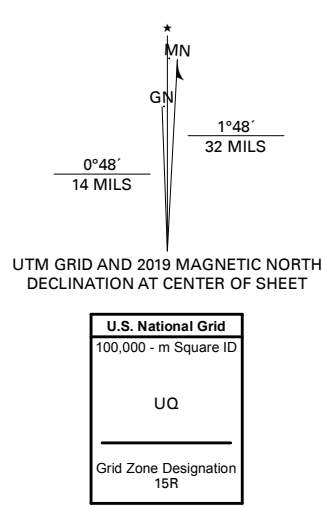 ★
MN
GN
1°48´
32 MILS
0°48´
14 MILS
UTM GRID AND 2019 MAGNETIC NORTH
DECLINATION AT CENTER OF SHEET
U.S. National Grid
100,000 - m Square ID
UQ
Grid Zone Designation
15R